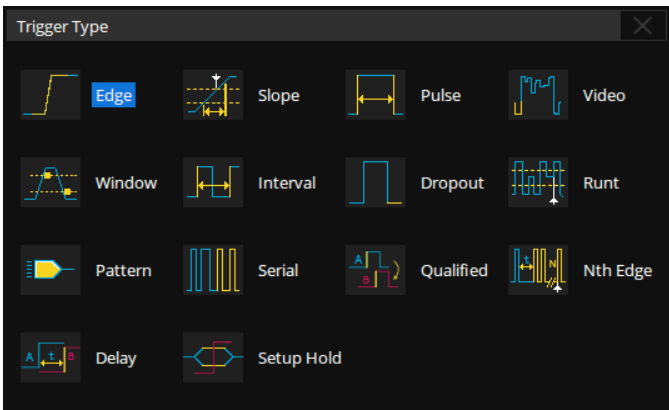 Trigger Type
Edge Slope Pulse Video
Window Interval Dropout Runt
Pattern Serial A B Qualified t N Nth Edge
A t B Delay Setup Hold